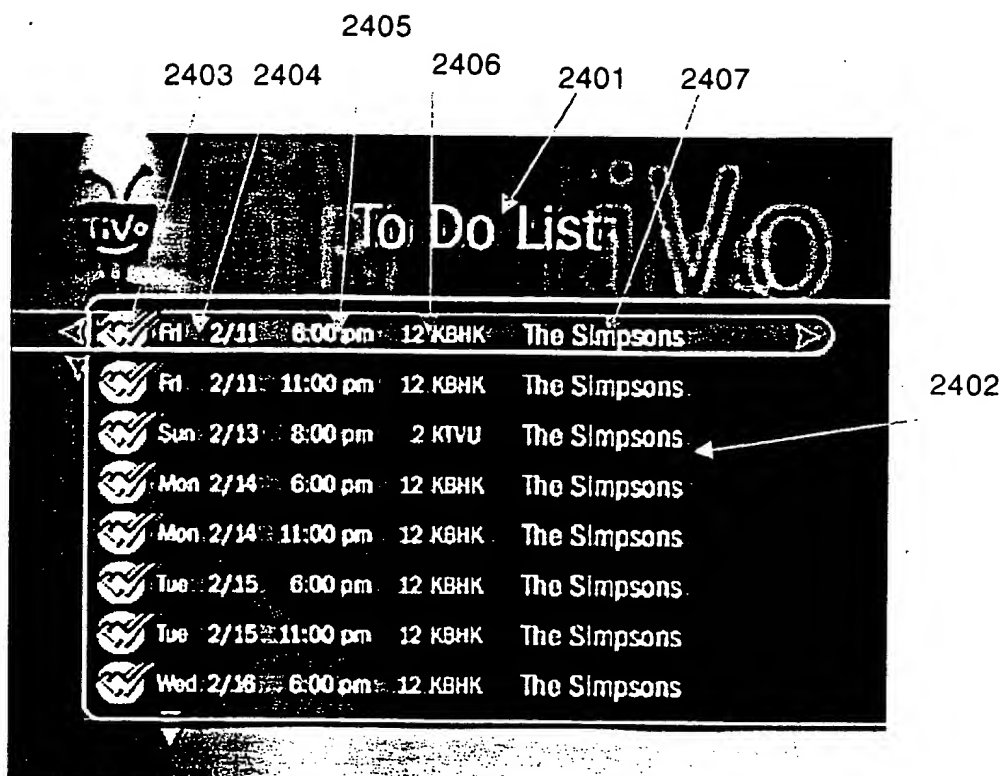 2405
2403 2404 2406 2401 2407
TiVo
To Do List
iVo
Fri 2/11 6:00 pm 12 KBHK The Simpsons
Fri 2/11 11:00 pm 12 KBHK The Simpsons
2402
Sun 2/13 8:00 pm 2 KTVU The Simpsons
Mon 2/14 6:00 pm 12 KBHK The Simpsons
Mon 2/14 11:00 pm 12 KBHK The Simpsons
Tue 2/15 6:00 pm 12 KBHK The Simpsons
Tue 2/15 11:00 pm 12 KBHK The Simpsons
Wed 2/16 6:00 pm 12 KBHK The Simpsons